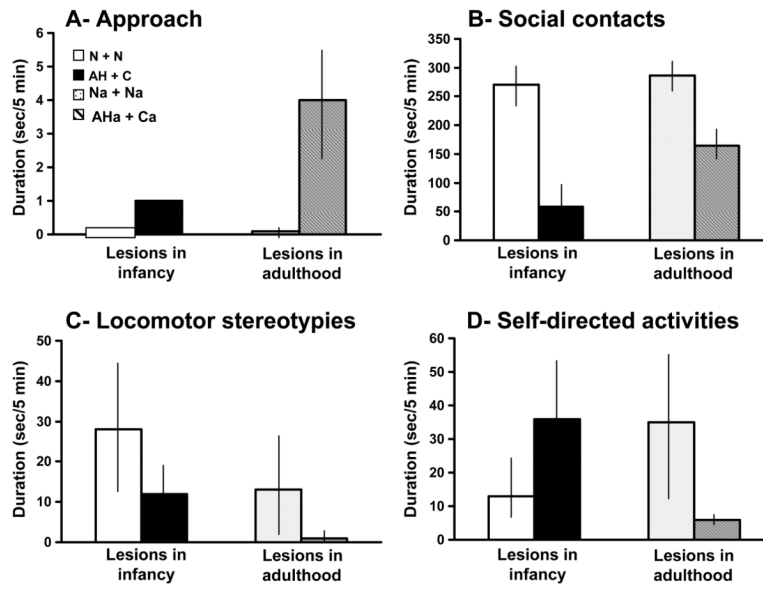 A- Approach
Duration (sec/5 min)
6
5
4
3
2
1
0
N + N
AH + C
Na + Na
AHa + Ca
Lesions in
infancy
Lesions in
adulthood
B- Social contacts
Duration (sec/5 min)
350
300
250
200
150
100
50
0
Lesions in
infancy
Lesions in
adulthood
C- Locomotor stereotypies
Duration (sec/5 min)
50
40
30
20
10
0
Lesions in
infancy
Lesions in
adulthood
D- Self-directed activities
Duration (sec/5 min)
60
50
40
30
20
10
0
Lesions in
infancy
Lesions in
adulthood